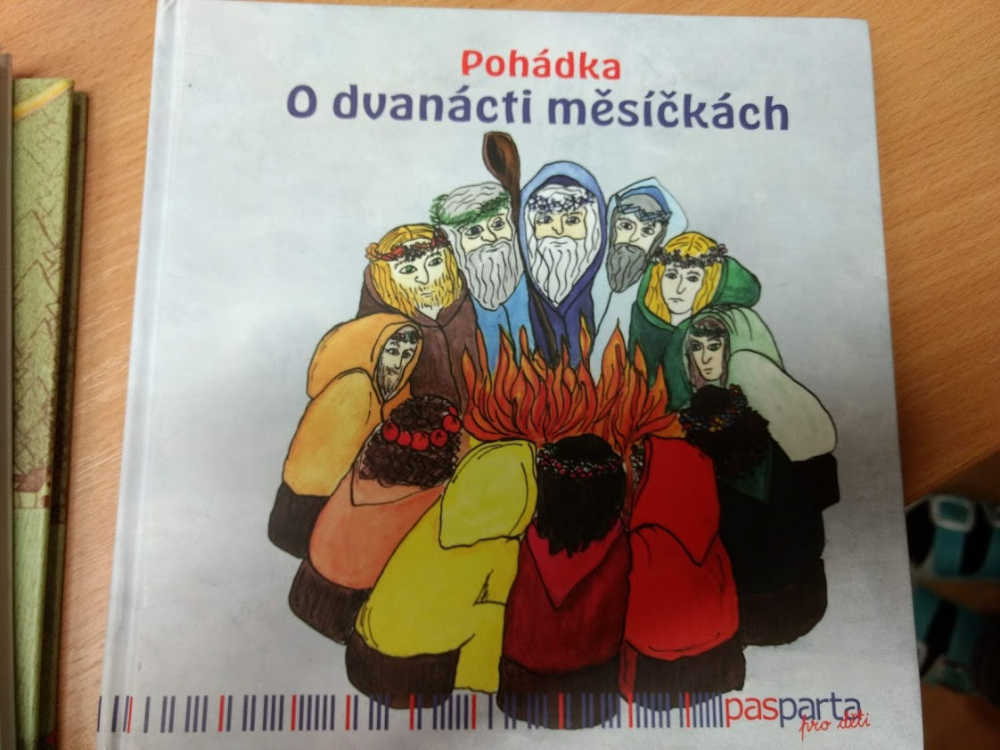 Pohádka
O dvanácti měsíčkách
pasparta
pro děti